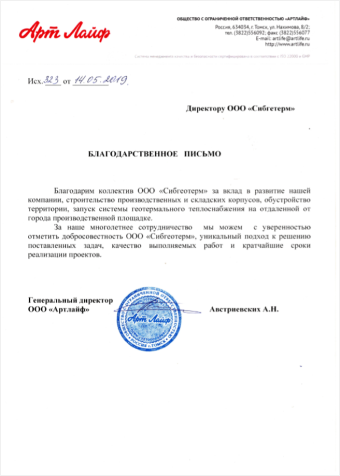 Арт Лайф
ОБЩЕСТВО С ОГРАНИЧЕННОЙ ОТВЕТСТВЕННОСТЬЮ «АРТЛАЙФ»
Россия, 634034, г. Томск, ул. Нахимова, 8/2;
тел. (3822)556092; факс (3822)556077
E-mail: artlife@artlife.ru
http://www.artlife.ru
Исх. 323 от 14.05.2019
Директору ООО «Сибгетерм»
БЛАГОДАРСТВЕННОЕ ПИСЬМО
Благодарим коллектив ООО «Сибгеотерм» за вклад в развитие нашей
компании, строительство производственных и складских корпусов, обустройство
территории, запуск системы геотермального теплоснабжения на отдаленной от
города производственной площадке.
За наше многолетнее сотрудничество мы можем с уверенностью
отметить добросовестность ООО «Сибгеотерм», уникальный подход к решению
поставленных задач, качество выполняемых работ и кратчайшие сроки
реализации проектов.
Генеральный директор
ООО «Артлайф»
Австриевских А.Н.
Арт Лайф